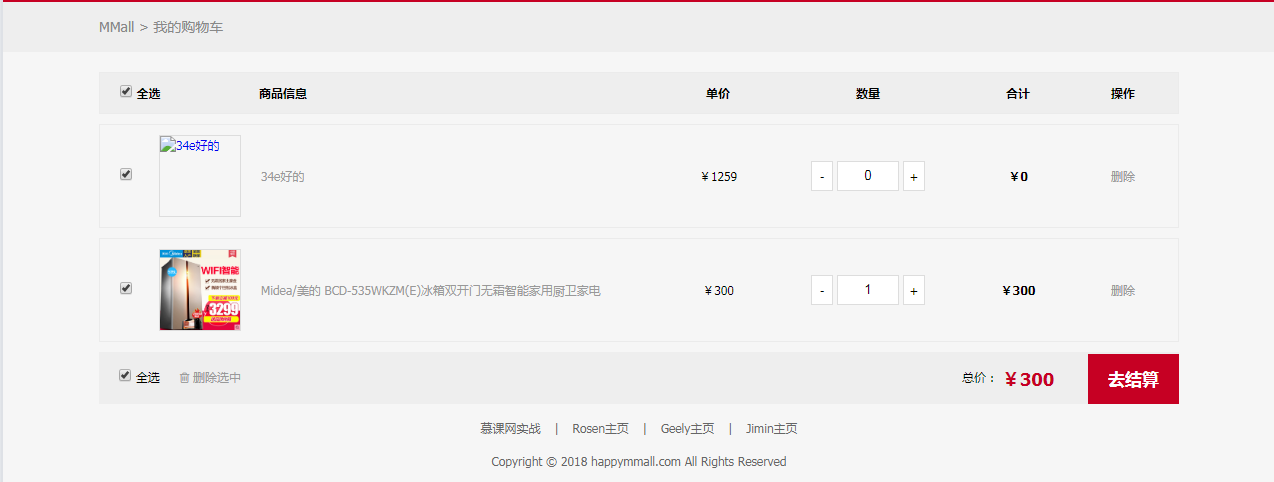 MMall > 我的购物车
全选 商品信息 单价 数量 合计 操作
34e好的 34e好的 ￥1259 - 0 + ￥0 删除
WIFI智能
3299
Midea/美的 BCD-535WKZM(E)冰箱双开门无霜智能家用厨卫家电 ￥300 - 1 + ￥300 删除
全选 删除选中 总价： ￥300 去结算
慕课网实战 | Rosen主页 | Geely主页 | Jimin主页
Copyright © 2018 happymmall.com All Rights Reserved